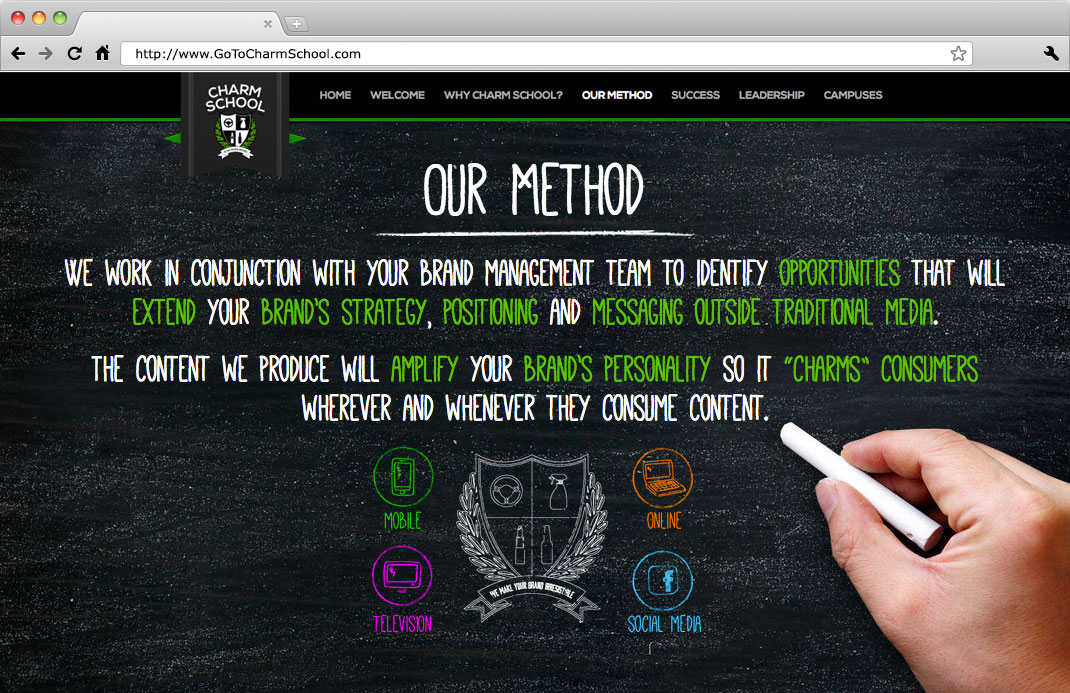 http://www.GoToCharmSchool.com
CHARM
SCHOOL
HOME WELCOME WHY CHARM SCHOOL? OUR METHOD SUCCESS LEADERSHIP CAMPUSES
OUR METHOD
WE WORK IN CONJUNCTION WITH YOUR BRAND MANAGEMENT TEAM TO IDENTIFY OPPORTUNITIES THAT WILL
EXTEND YOUR BRAND'S STRATEGY, POSITIONING AND MESSAGING OUTSIDE TRADITIONAL MEDIA.
THE CONTENT WE PRODUCE WILL AMPLIFY YOUR BRAND'S PERSONALITY SO IT "CHARMS" CONSUMERS
WHEREVER AND WHENEVER THEY CONSUME CONTENT.
MOBILE
ONLINE
WE MAKE YOUR BRAND IRRESISTIBLE
TELEVISION
SOCIAL MEDIA